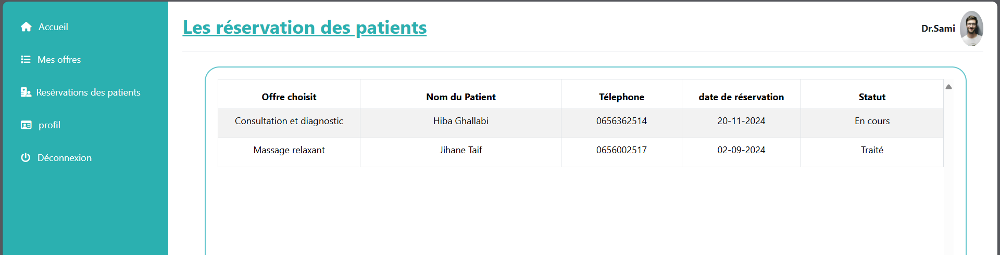 Accueil
Mes offres
Resèrvations des patients
profil
Déconnexion
Les réservation des patients
Dr.Sami
Offre choisit Nom du Patient Télephone date de réservation Statut
Consultation et diagnostic Hiba Ghallabi 0656362514 20-11-2024 En cours
Massage relaxant Jihane Taif 0656002517 02-09-2024 Traité